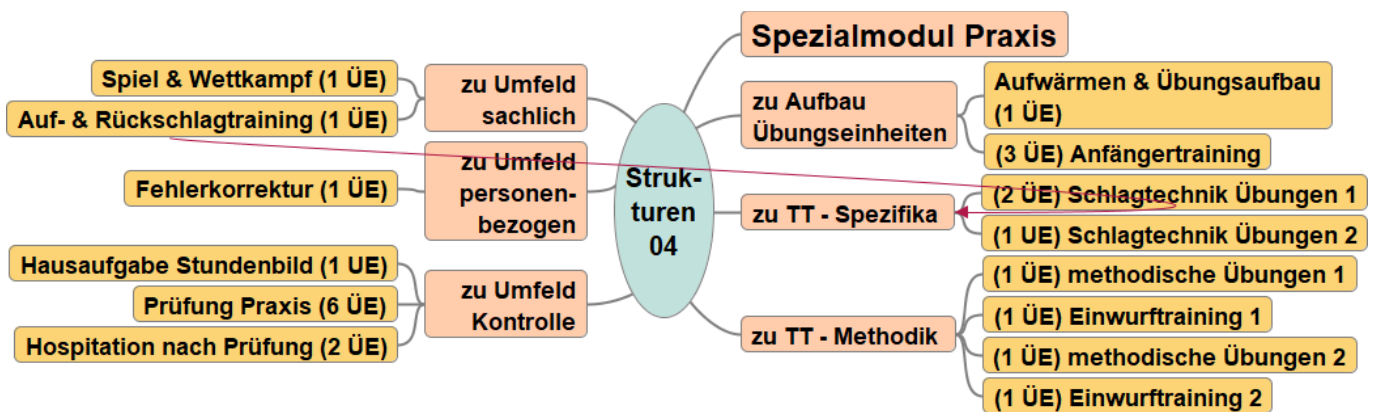 Spezialmodul Praxis
Spiel & Wettkampf (1 ÜE)
Auf- & Rückschlagtraining (1 ÜE)
zu Umfeld
sachlich
Fehlerkorrektur (1 ÜE)
zu Umfeld
personen-
bezogen
Hausaufgabe Stundenbild (1 UE)
Prüfung Praxis (6 ÜE)
Hospitation nach Prüfung (2 ÜE)
zu Umfeld
Kontrolle
Struk-
turen
04
zu Aufbau
Übungseinheiten
Aufwärmen & Übungsaufbau
(1 ÜE)
(3 ÜE) Anfängertraining
zu TT - Spezifika
(2 ÜE) Schlagtechnik Übungen 1
(1 UE) Schlagtechnik Übungen 2
zu TT - Methodik
(1 ÜE) methodische Übungen 1
(1 ÜE) Einwurftraining 1
(1 ÜE) methodische Übungen 2
(1 ÜE) Einwurftraining 2